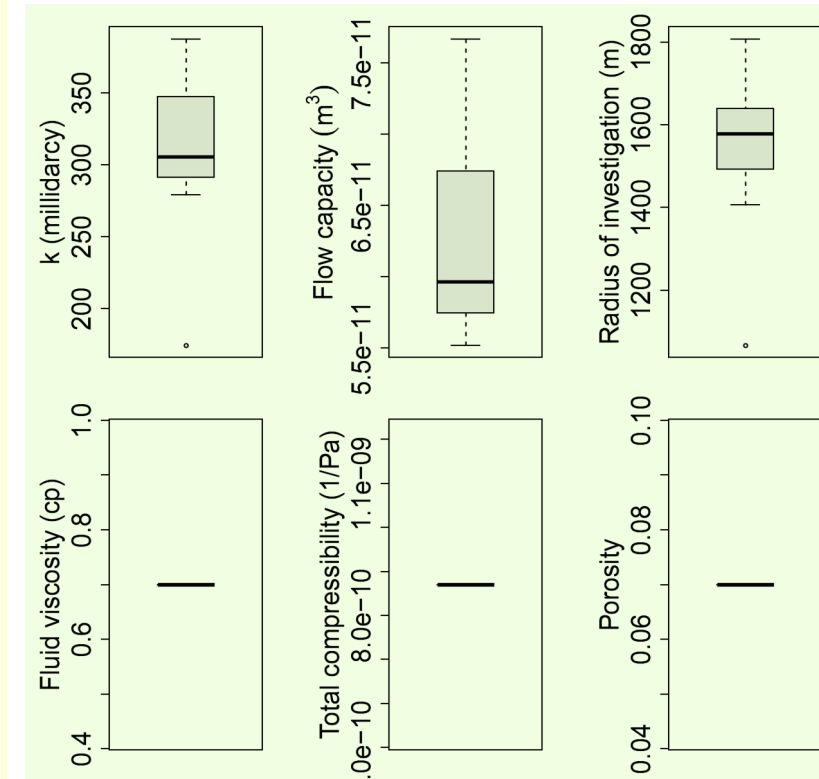 k (millidarcy)
200 250 300 350
Flow capacity (m³)
5.5e−11 6.5e−11 7.5e−11
Radius of investigation (m)
1200 1400 1600 1800
Fluid viscosity (cp)
0.4 0.6 0.8 1.0
Total compressibility (1/Pa)
.0e−10 8.0e−10 1.1e−09
Porosity
0.04 0.06 0.08 0.10